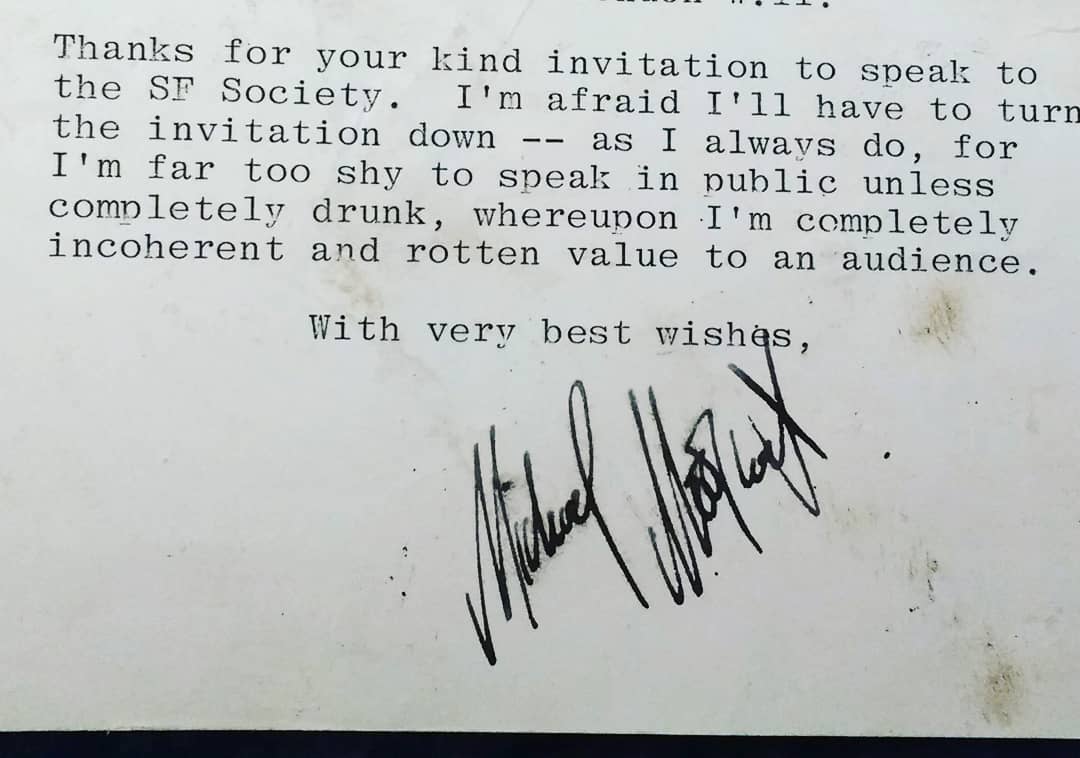 Thanks for your kind invitation to speak to
the SF Society. I'm afraid I'll have to turn
the invitation down -- as I always do, for
I'm far too shy to speak in public unless
completely drunk, whereupon I'm completely
incoherent and rotten value to an audience.
With very best wishes,
Michael Moorcock